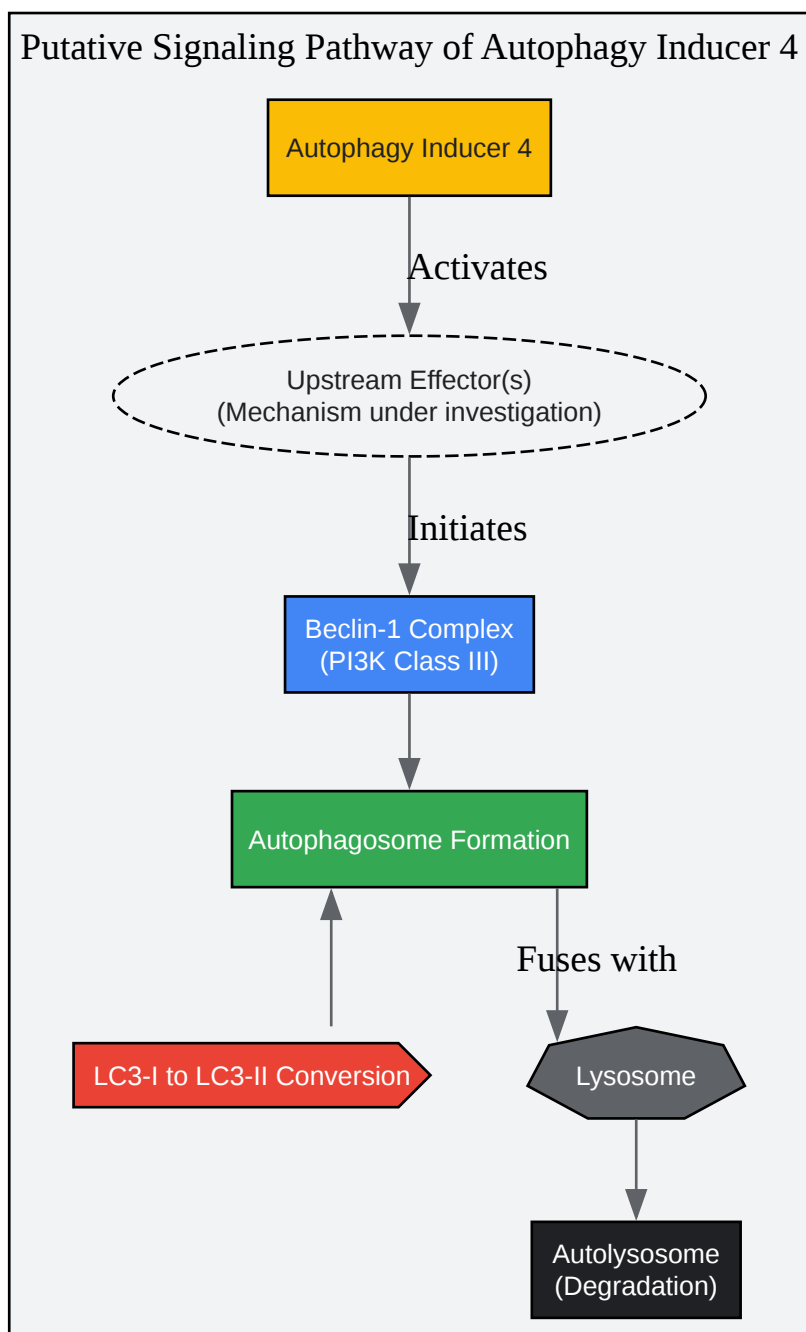 Putative Signaling Pathway of Autophagy Inducer 4
Autophagy Inducer 4
Activates
Upstream Effector(s)
(Mechanism under investigation)
Initiates
Beclin-1 Complex
(PI3K Class III)
Autophagosome Formation
Fuses with
LC3-I to LC3-II Conversion
Lysosome
Autolysosome
(Degradation)